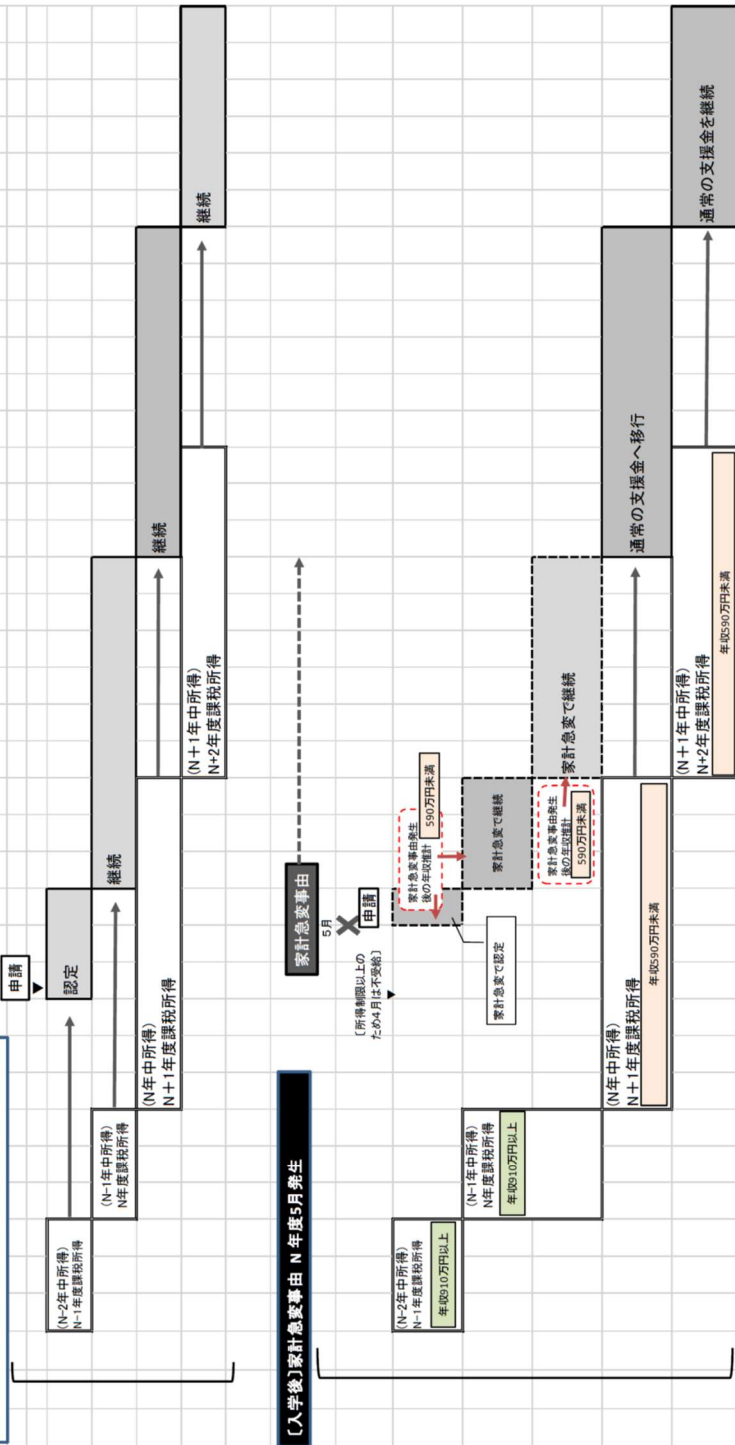 申請
認定
(N-2年中所得)
N-1年度課税所得
継続
(N-1年中所得)
N年度課税所得
継続
(N年中所得)
N＋1年度課税所得
継続
(N＋1年中所得)
N+2年度課税所得
〔入学後〕家計急変事由 N 年度5月発生
家計急変事由
5月
申請
〔所得制限以上の
ため4月は不受給〕
(N-2年中所得)
N-1年度課税所得
年収910万円以上
家計急変事由発生
後の年収推計
590万円未満
家計急変で認定
(N-1年中所得)
N年度課税所得
年収910万円以上
家計急変で継続
家計急変で継続
家計急変事由発生
後の年収推計
590万円未満
(N年中所得)
N＋1年度課税所得
年収590万円未満
通常の支援金へ移行
(N＋1年中所得)
N+2年度課税所得
年収590万円未満
通常の支援金を継続